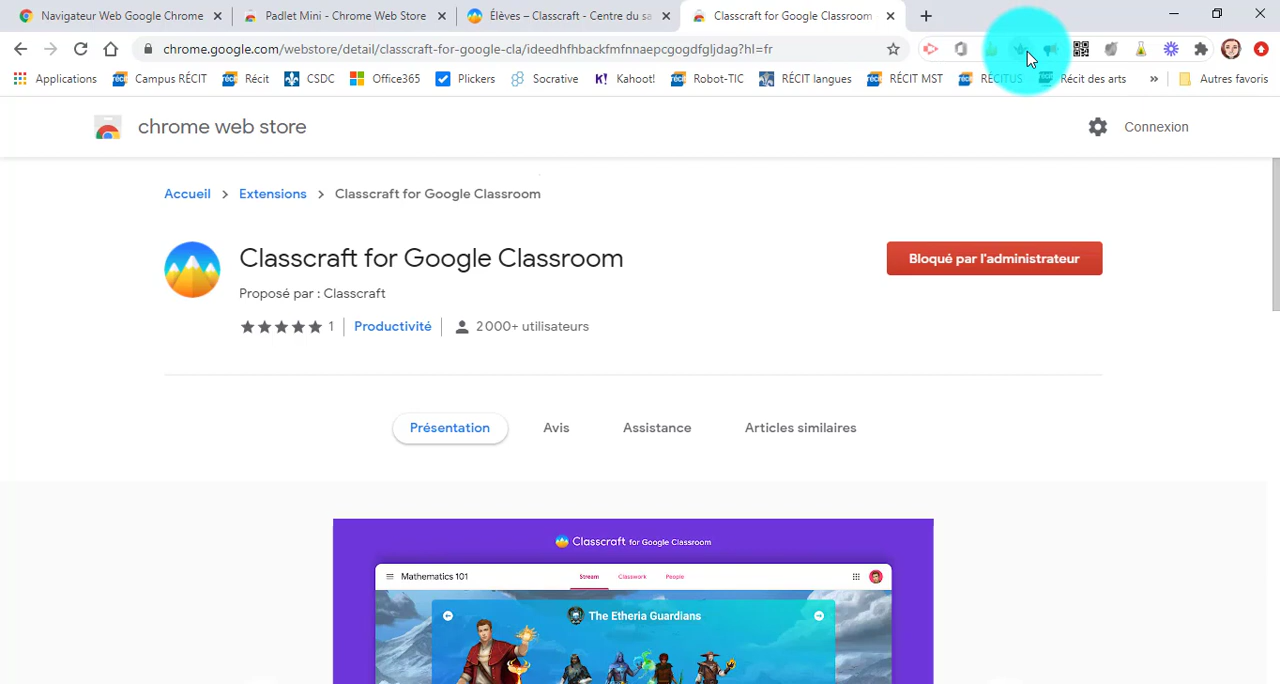 Navigateur Web Google Chrome Padlet Mini - Chrome Web Store Élèves – Classcraft - Centre du sa Classcraft for Google Classroom
chrome.google.com/webstore/detail/classcraft-for-google-cla/ideedhfhbackfmfnnaepcgogdfgljdag?hl=fr
Applications Campus RÉCIT Récit CSDC Office365 Plickers Socrative K! Kahoot! Robot-TIC RÉCIT langues RÉCIT MST RÉCITUS Récit des arts » Autres favoris
chrome web store Connexion
Accueil > Extensions > Classcraft for Google Classroom
Classcraft for Google Classroom
Bloqué par l'administrateur
Proposé par : Classcraft
★★★★★ 1 Productivité 2 000+ utilisateurs
Présentation Avis Assistance Articles similaires
Classcraft for Google Classroom
Mathematics 101 Stream Classwork People
The Etheria Guardians